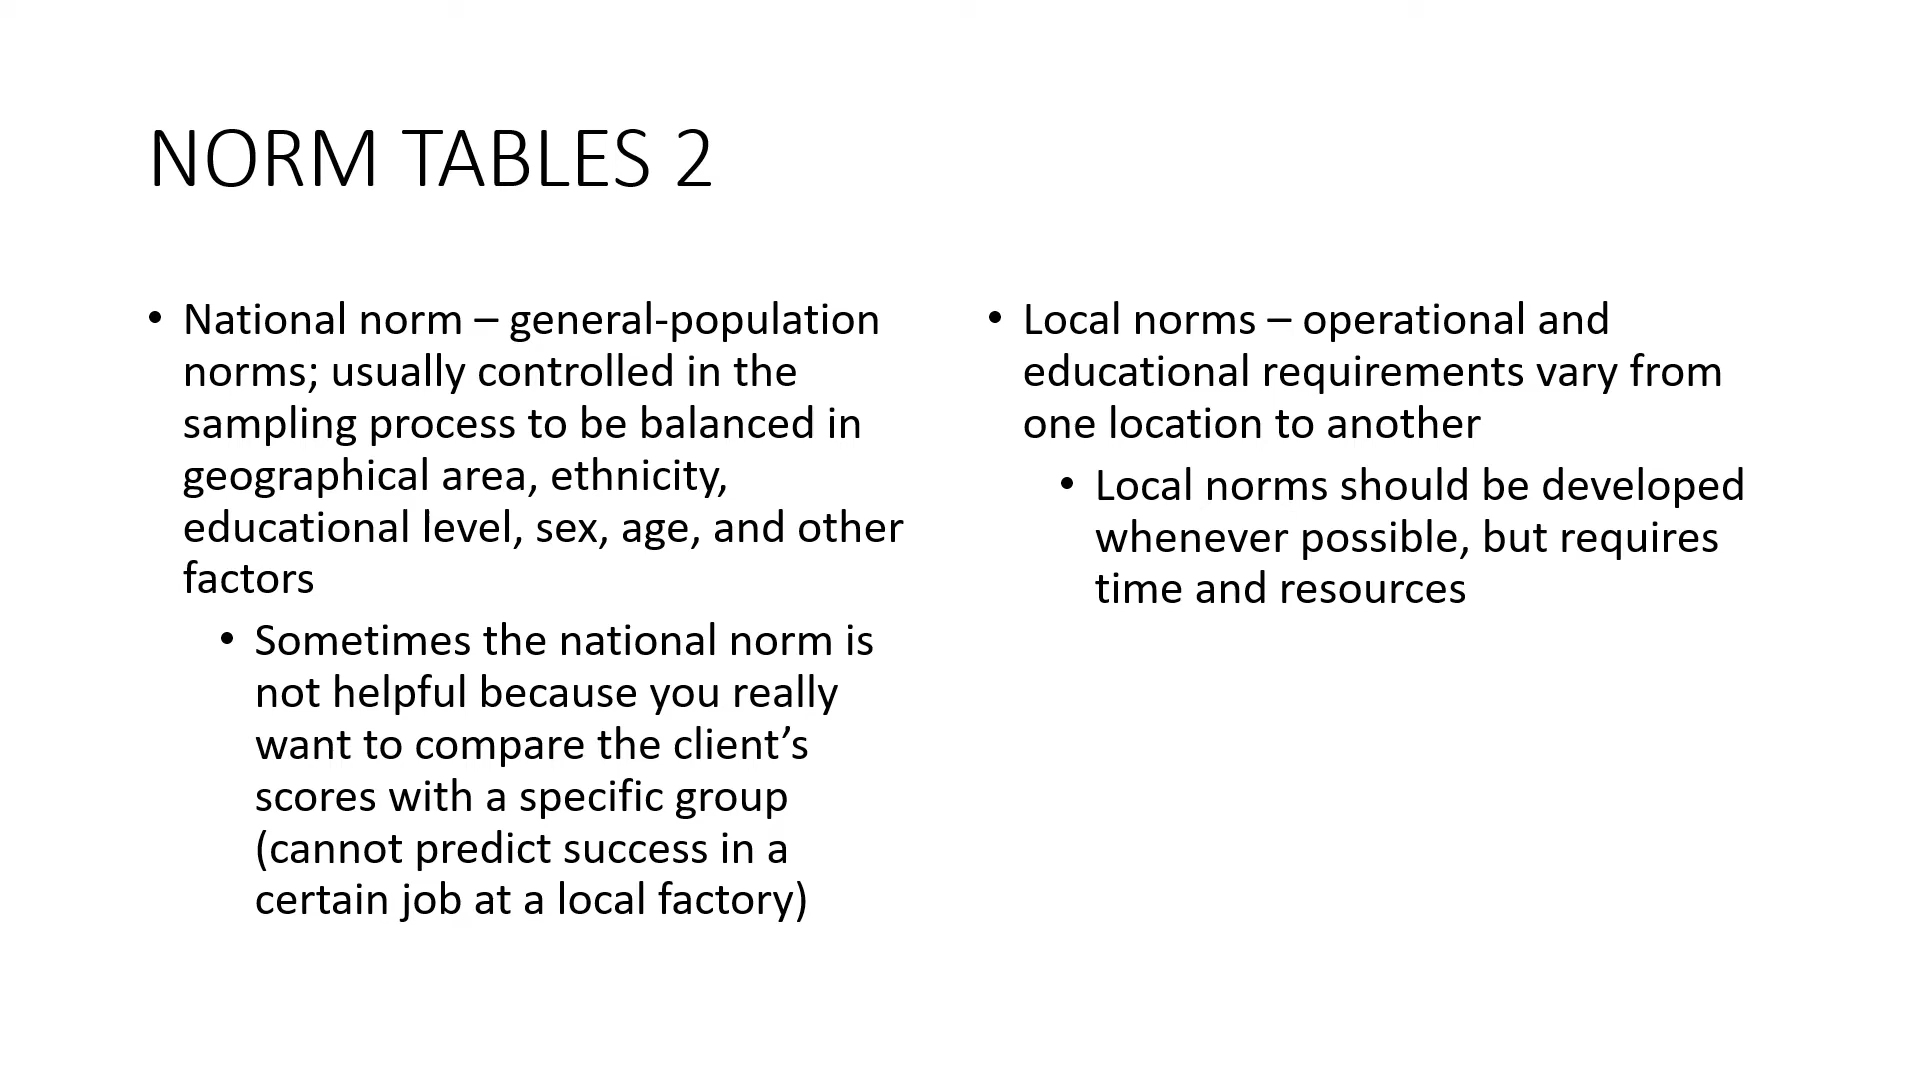 NORM TABLES 2
• National norm – general-population
norms; usually controlled in the
sampling process to be balanced in
geographical area, ethnicity,
educational level, sex, age, and other
factors
• Sometimes the national norm is
not helpful because you really
want to compare the client’s
scores with a specific group
(cannot predict success in a
certain job at a local factory)
• Local norms – operational and
educational requirements vary from
one location to another
• Local norms should be developed
whenever possible, but requires
time and resources